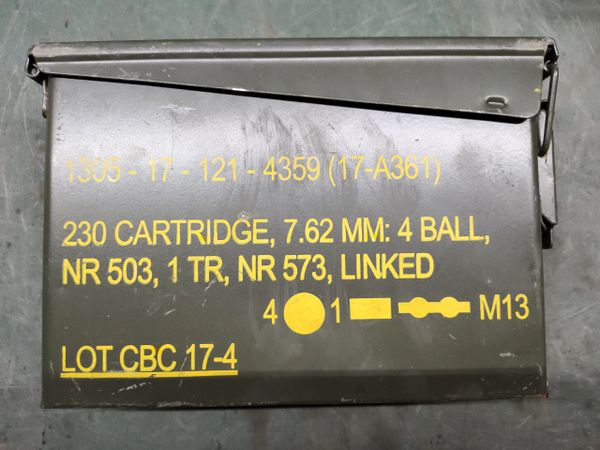 1305 - 17 - 121 - 4359 (17-A361)
230 CARTRIDGE, 7.62 MM: 4 BALL,
NR 503, 1 TR, NR 573, LINKED
4 1 M13
LOT CBC 17-4